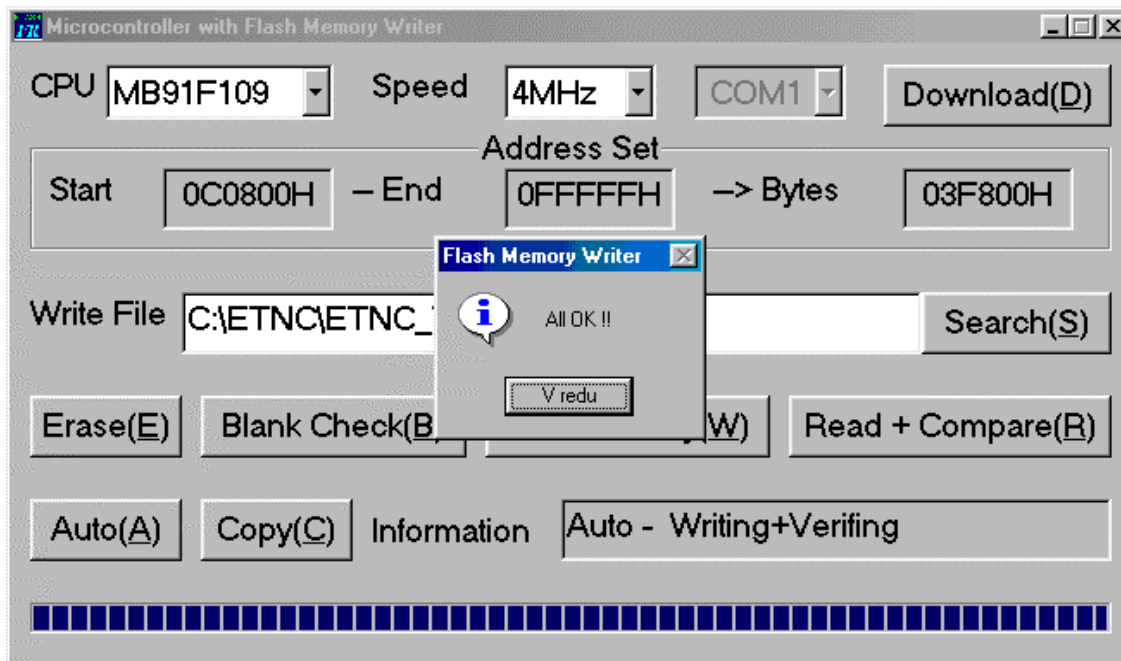 Microcontroller with Flash Memory Writer
CPU MB91F109 Speed 4MHz COM1 Download(D)
Address Set
Start 0C0800H – End 0FFFFFH –> Bytes 03F800H
Flash Memory Writer
All OK !!
V redu
Write File C:\ETNC\ETNC_ Search(S)
Erase(E) Blank Check(B) (W) Read + Compare(R)
Auto(A) Copy(C) Information Auto - Writing+Verifing